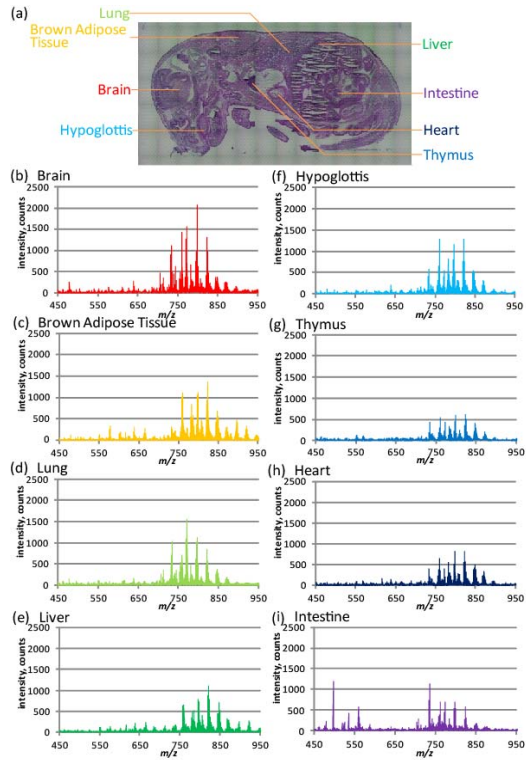 (a)
Lung
Brown Adipose
Tissue
Liver
Brain
Intestine
Hypoglottis
Heart
Thymus
(b) Brain
2500
2000
1500
1000
500
0
intensity, counts
450 550 650 750 850 950
m/z
(f) Hypoglottis
2500
2000
1500
1000
500
0
intensity, counts
450 550 650 750 850 950
m/z
(c) Brown Adipose Tissue
2500
2000
1500
1000
500
0
intensity, counts
450 550 650 750 850 950
m/z
(g) Thymus
2500
2000
1500
1000
500
0
intensity, counts
450 550 650 750 850 950
m/z
(d) Lung
2500
2000
1500
1000
500
0
intensity, counts
450 550 650 750 850 950
m/z
(h) Heart
2500
2000
1500
1000
500
0
intensity, counts
450 550 650 750 850 950
m/z
(e) Liver
2500
2000
1500
1000
500
0
intensity, counts
450 550 650 750 850 950
m/z
(i) Intestine
2500
2000
1500
1000
500
0
intensity, counts
450 550 650 750 850 950
m/z